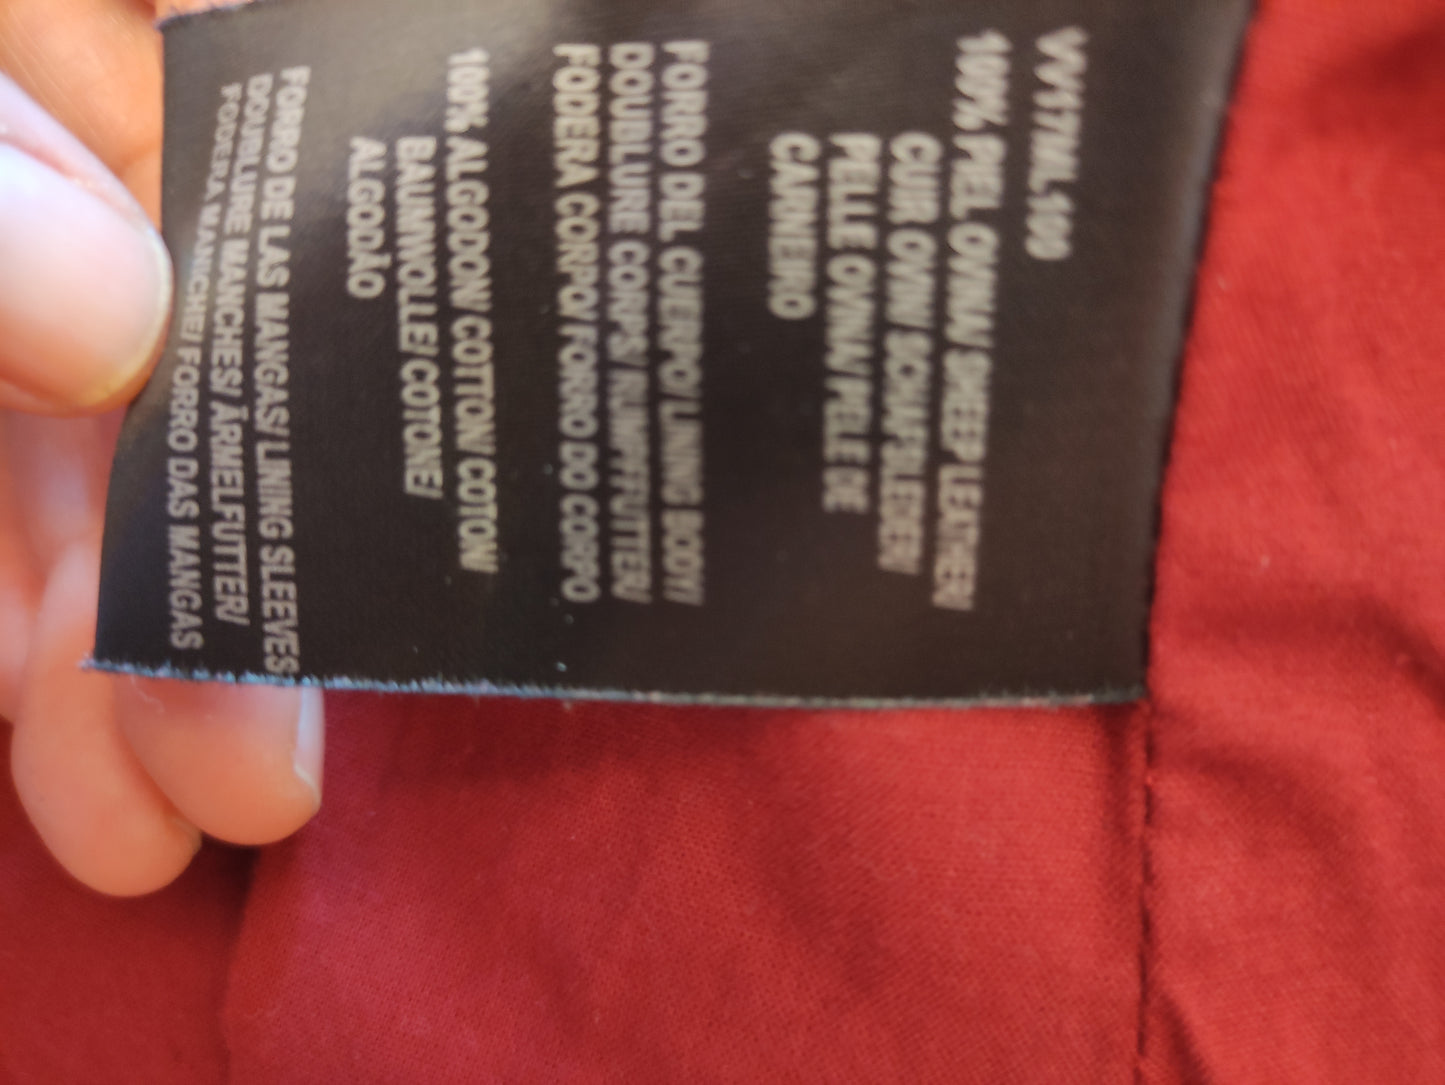 100% PIEL OVINA/ SHEEP LEATHER/
CUIR OVIN/ SCHAFLEDER/
PELLE OVINA/ PELLE DE
CARNEIRO
FORRO DEL CUERPO/ LINING BODY/
DOUBLURE CORPS/ RUMPFFUTTER/
FODERA CORPO/ FORRO DO CORPO
100% ALGODON/ COTTON/ COTON/
BAUMWOLLE/ COTONE/
ALGODÃO
FORRO DE LAS MANGAS/ LINING SLEEVES/
DOUBLURE MANCHES/ ÄRMELFUTTER/
FODERA MANICHE/ FORRO DAS MANGAS